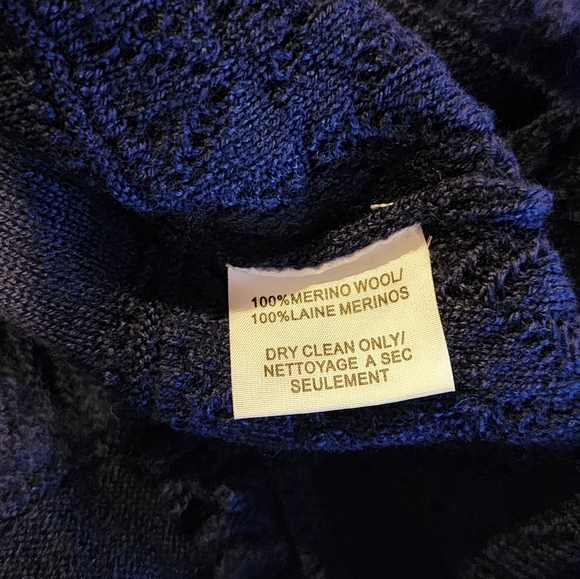 100%MERINO WOOL/
100%LAINE MERINOS
DRY CLEAN ONLY/
NETTOYAGE A SEC
SEULEMENT